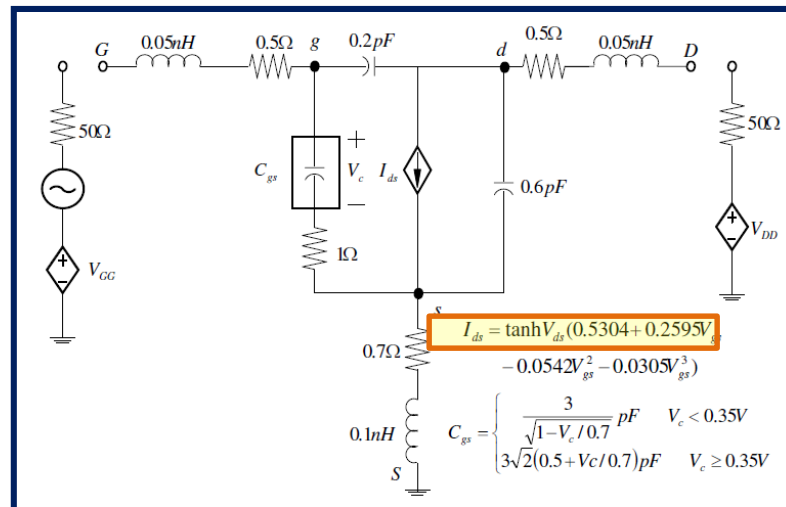 G 0.05nH 0.5Ω g 0.2pF d 0.5Ω 0.05nH D
50Ω 50Ω
C_gs + V_c − I_ds 0.6pF
1Ω
+ − V_GG + − V_DD
s
0.7Ω I_ds = tanhV_ds(0.5304+0.2595V_gs
−0.0542V_gs^2 −0.0305V_gs^3)
0.1nH C_gs = { 3/√(1−V_c/0.7) pF V_c < 0.35V
3√2(0.5+Vc/0.7)pF V_c ≥ 0.35V
S